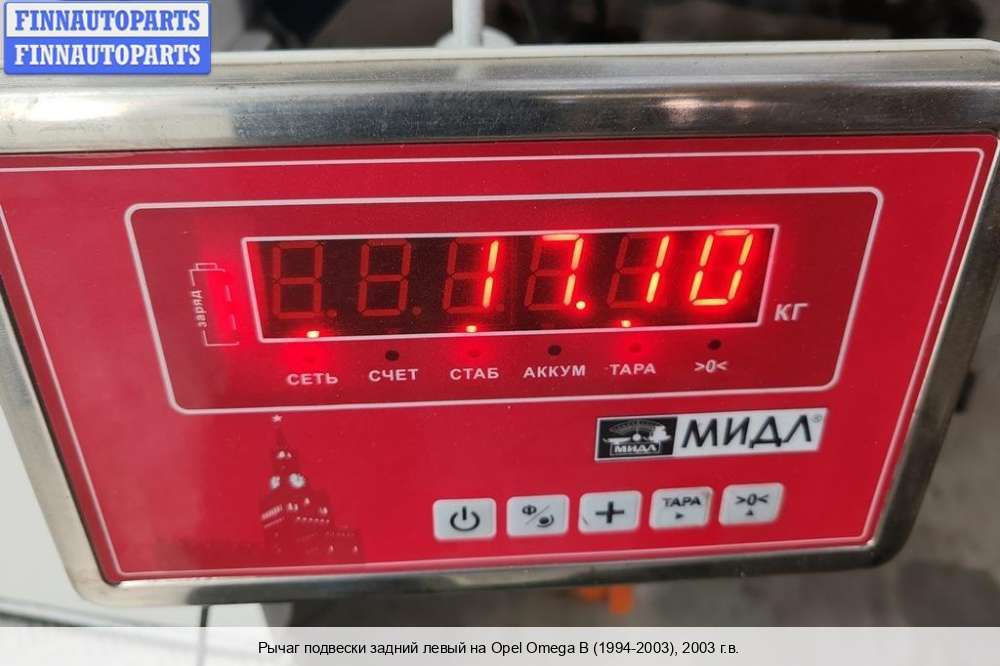 FINNAUTOPARTS
FINNAUTOPARTS
заряд
17.10
КГ
СЕТЬ СЧЕТ СТАБ АККУМ ТАРА >0<
МИДЛ МИДЛ®
Ф/ + ТАРА >0<
Рычаг подвески задний левый на Opel Omega B (1994-2003), 2003 г.в.